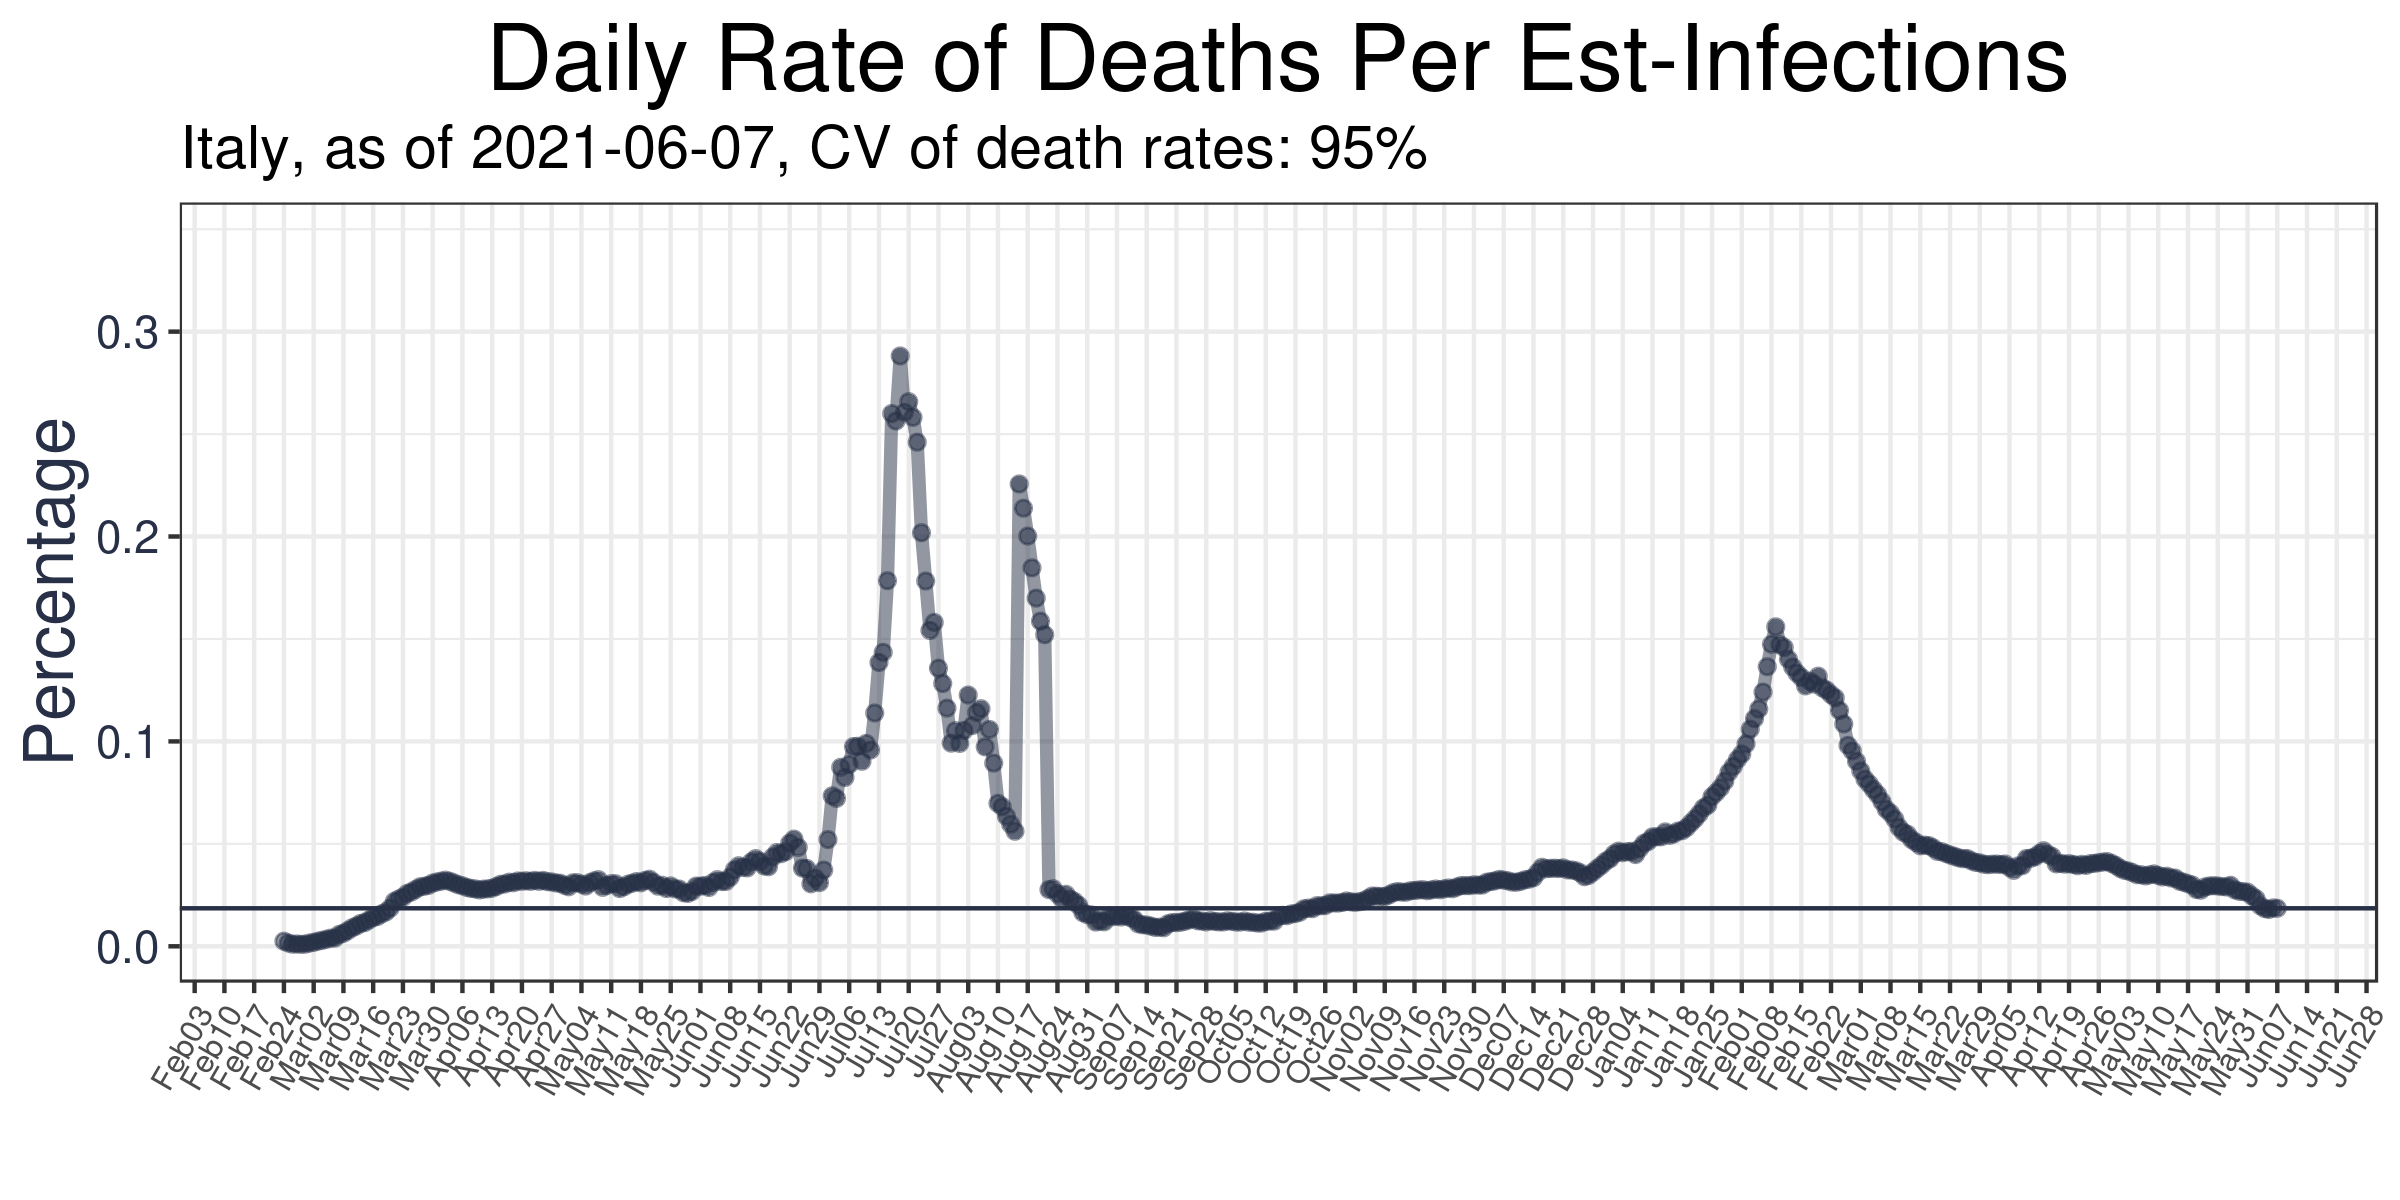 Daily Rate of Deaths Per Est-Infections
Italy, as of 2021-06-07, CV of death rates: 95%
Percentage
0.3
0.2
0.1
0.0
Feb03
Feb10
Feb17
Feb24
Mar02
Mar09
Mar16
Mar23
Mar30
Apr06
Apr13
Apr20
Apr27
May04
May11
May18
May25
Jun01
Jun08
Jun15
Jun22
Jun29
Jul06
Jul13
Jul20
Jul27
Aug03
Aug10
Aug17
Aug24
Aug31
Sep07
Sep14
Sep21
Sep28
Oct05
Oct12
Oct19
Oct26
Nov02
Nov09
Nov16
Nov23
Nov30
Dec07
Dec14
Dec21
Dec28
Jan04
Jan11
Jan18
Jan25
Feb01
Feb08
Feb15
Feb22
Mar01
Mar08
Mar15
Mar22
Mar29
Apr05
Apr12
Apr19
Apr26
May03
May10
May17
May24
May31
Jun07
Jun14
Jun21
Jun28